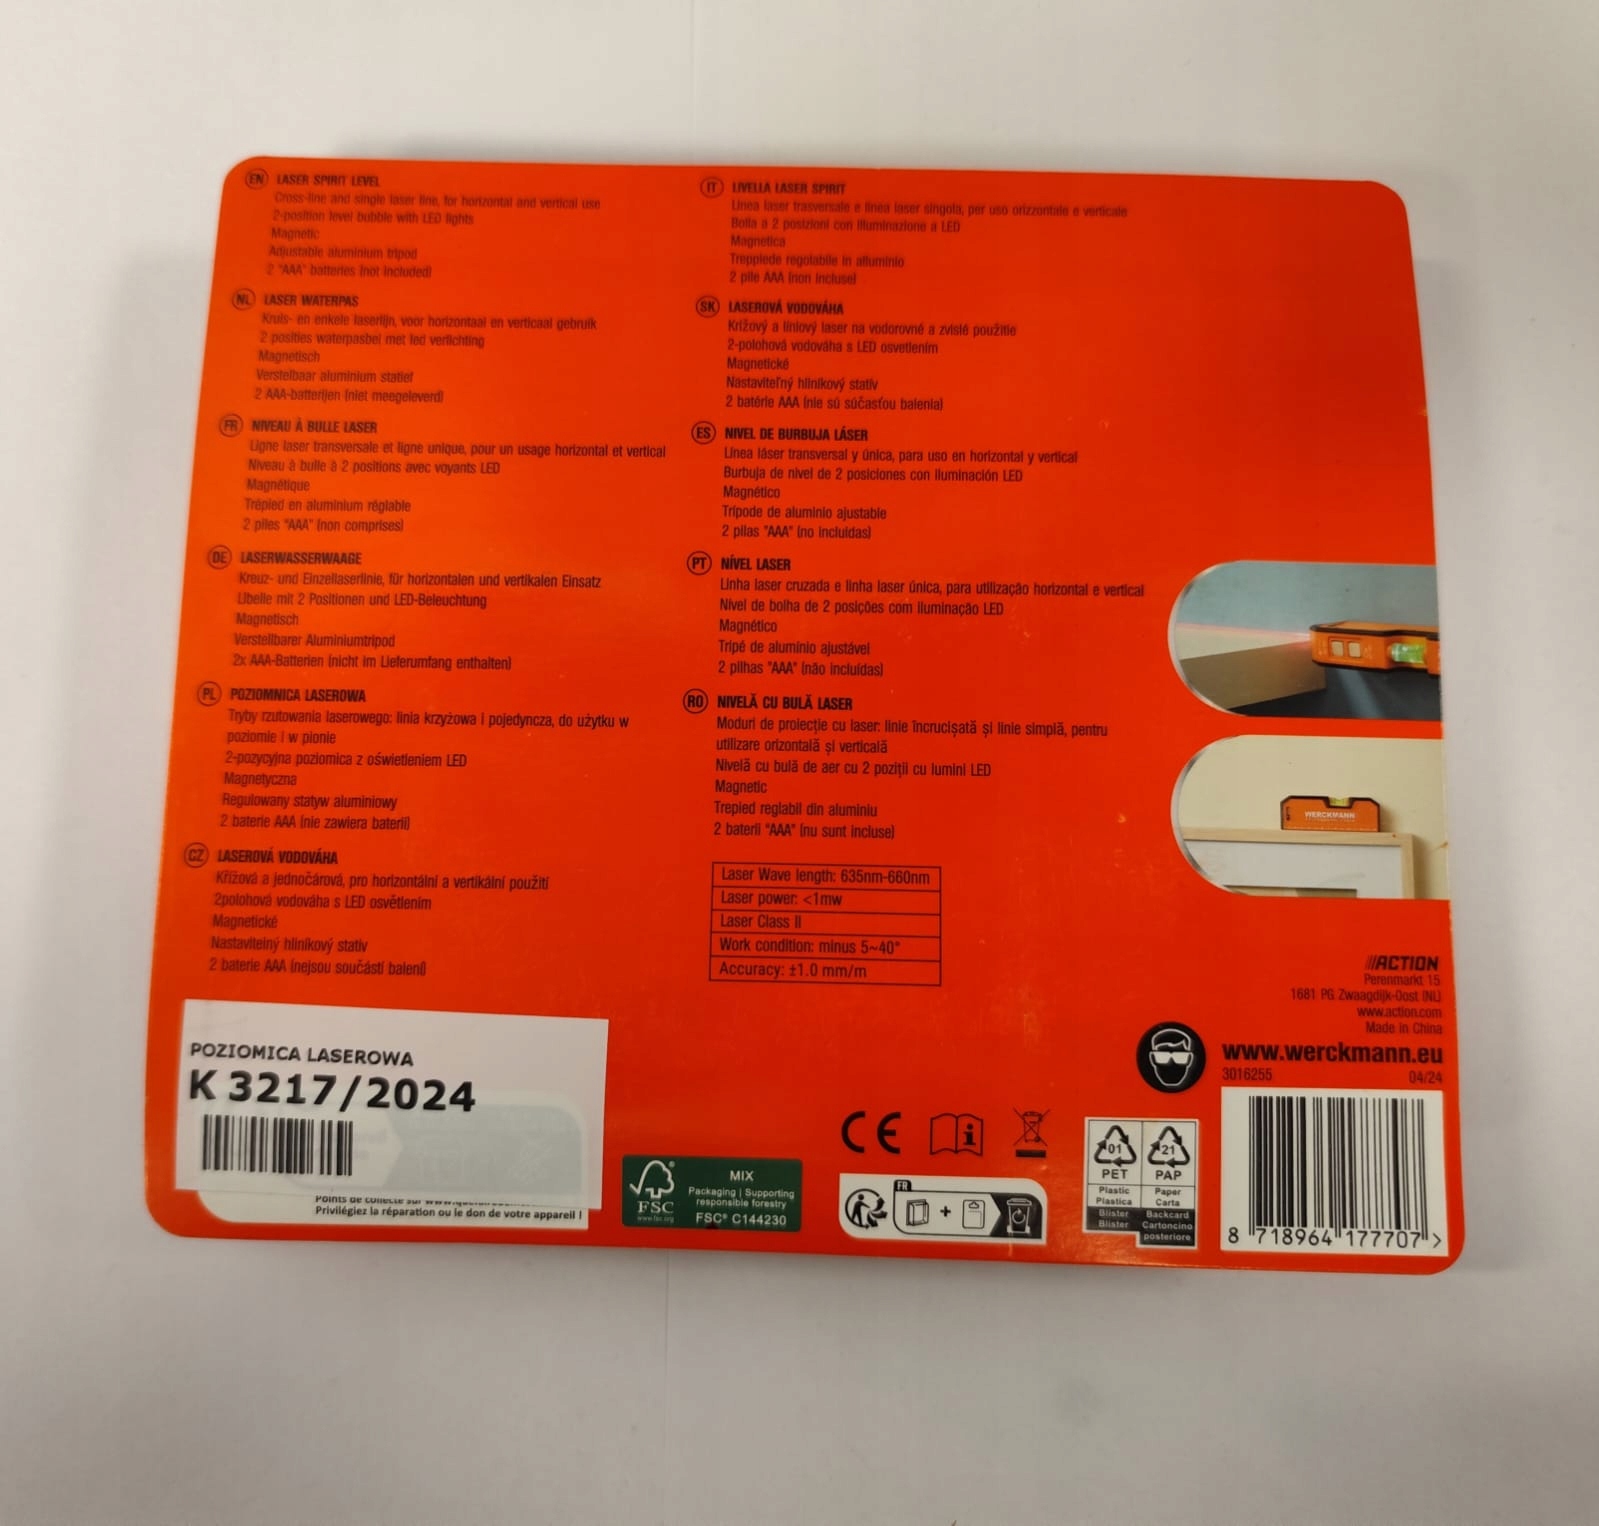 EN LASER SPIRIT LEVEL
Cross-line and single laser line, for horizontal and vertical use
2-position level bubble with LED lights
Magnetic
Adjustable aluminium tripod
2 "AAA" batteries (not included)
NL LASER WATERPAS
Kruis- en enkele laserlijn, voor horizontaal en verticaal gebruik
2 posities waterpasbel met led verlichting
Magnetisch
Verstelbaar aluminium statief
2 AAA-batterijen (niet meegeleverd)
FR NIVEAU À BULLE LASER
Ligne laser transversale et ligne unique, pour un usage horizontal et vertical
Niveau à bulle à 2 positions avec voyants LED
Magnétique
Trépied en aluminium réglable
2 piles "AAA" (non comprises)
DE LASERWASSERWAAGE
Kreuz- und Einzellaserlinie, für horizontalen und vertikalen Einsatz
Libelle mit 2 Positionen und LED-Beleuchtung
Magnetisch
Verstellbarer Aluminiumtripod
2x AAA-Batterien (nicht im Lieferumfang enthalten)
PL POZIOMNICA LASEROWA
Tryby rzutowania laserowego: linia krzyżowa i pojedyncza, do użytku w
poziomie i w pionie
2-pozycyjna poziomica z oświetleniem LED
Magnetyczna
Regulowany statyw aluminiowy
2 baterie AAA (nie zawiera baterii)
CZ LASEROVÁ VODOVÁHA
Křížová a jednočárová, pro horizontální a vertikální použití
2polohová vodováha s LED osvětlením
Magnetické
Nastavitelný hliníkový stativ
2 baterie AAA (nejsou součástí balení)
IT LIVELLA LASER SPIRIT
Linea laser trasversale e linea laser singola, per uso orizzontale e verticale
Bolla a 2 posizioni con illuminazione a LED
Magnetica
Treppiede regolabile in alluminio
2 pile AAA (non incluse)
SK LASEROVÁ VODOVÁHA
Krížový a líniový laser na vodorovné a zvislé použitie
2-polohová vodováha s LED osvetlením
Magnetické
Nastaviteľný hliníkový statív
2 batérie AAA (nie sú súčasťou balenia)
ES NIVEL DE BURBUJA LÁSER
Línea láser transversal y única, para uso en horizontal y vertical
Burbuja de nivel de 2 posiciones con iluminación LED
Magnético
Trípode de aluminio ajustable
2 pilas "AAA" (no incluidas)
PT NÍVEL LASER
Linha laser cruzada e linha laser única, para utilização horizontal e vertical
Nível de bolha de 2 posições com iluminação LED
Magnético
Tripé de alumínio ajustável
2 pilhas "AAA" (não incluídas)
RO NIVELĂ CU BULĂ LASER
Moduri de proiecție cu laser: linie încrucișată și linie simplă, pentru
utilizare orizontală și verticală
Nivelă cu bulă de aer cu 2 poziții cu lumini LED
Magnetic
Trepied reglabil din aluminiu
2 baterii "AAA" (nu sunt incluse)
Laser Wave length: 635nm-660nm
Laser power: <1mw
Laser Class II
Work condition: minus 5~40°
Accuracy: ±1.0 mm/m
WERCKMANN
///ACTION
Perenmarkt 15
1681 PG Zwaagdijk-Oost (NL)
www.action.com
Made in China
www.werckmann.eu
3016255 04/24
POZIOMICA LASEROWA
K 3217/2024
Points de collecte sur
Privilégiez la réparation ou le don de votre appareil !
FSC®
www.fsc.org
MIX
Packaging | Supporting
responsible forestry
FSC® C144230
CE
FR
+
01
PET
Plastic
Plastica
Blister
Blister
21
PAP
Paper
Carta
Backcard
Cartoncino
posteriore
8 718964 177707 >